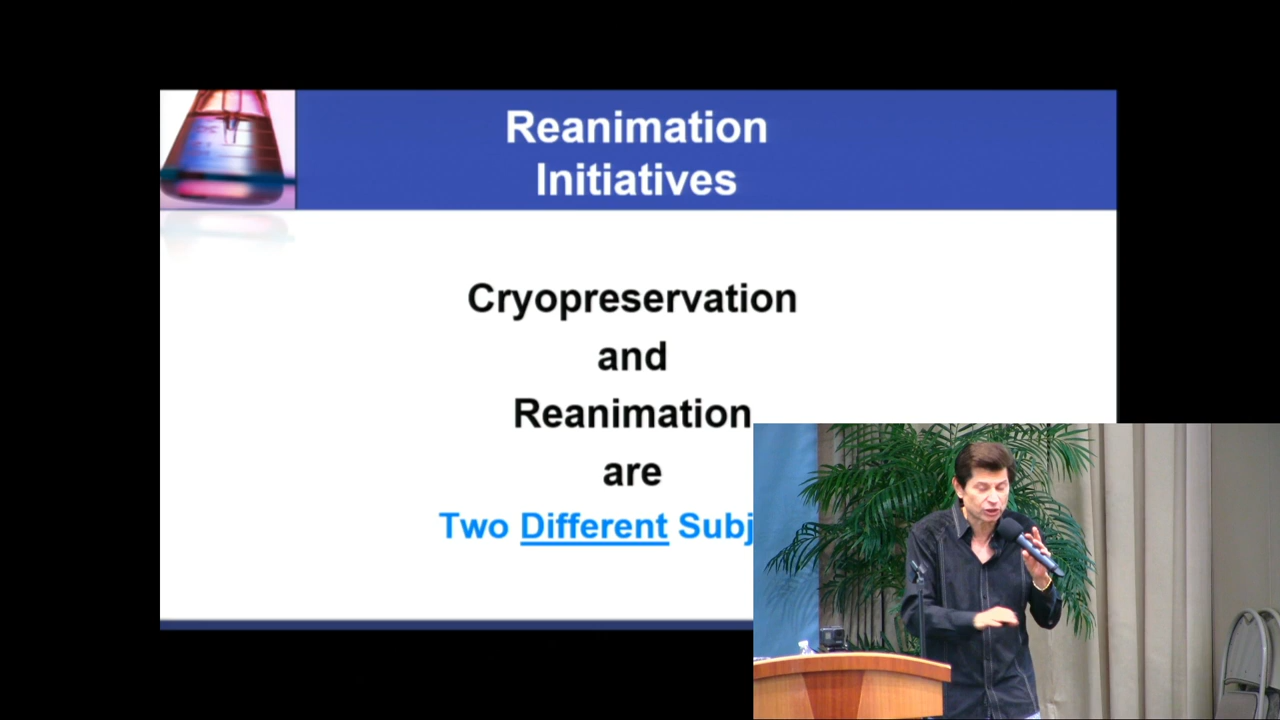 Reanimation
Initiatives
Cryopreservation
and
Reanimation
are
Two Different Subj